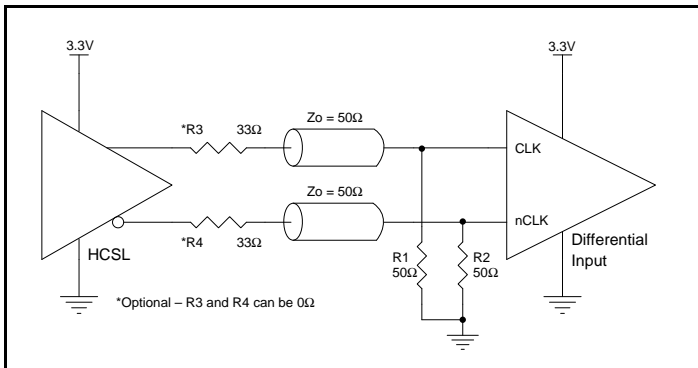 3.3V
3.3V
*R3 33Ω
Zo = 50Ω
CLK
*R4 33Ω
Zo = 50Ω
nCLK
HCSL
R1
50Ω
R2
50Ω
Differential
Input
*Optional – R3 and R4 can be 0Ω